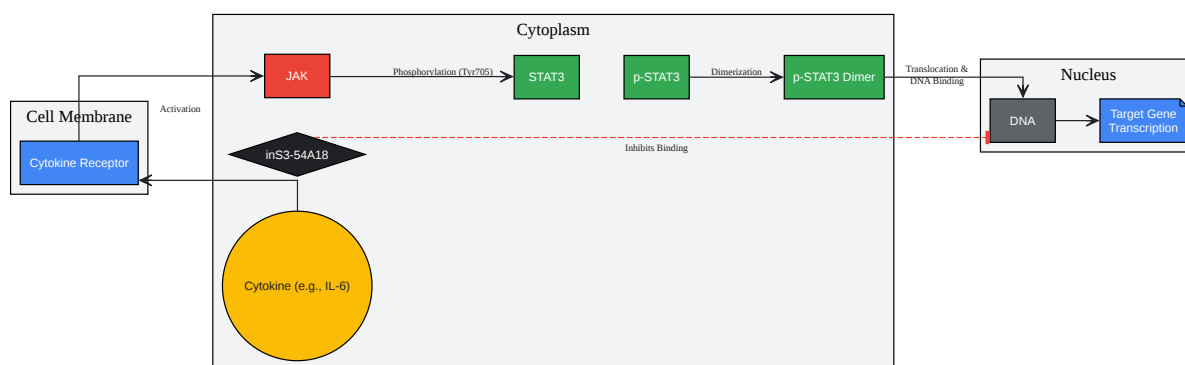 Cytoplasm
Cell Membrane
Nucleus
JAK
Phosphorylation (Tyr705)
STAT3
p-STAT3
Dimerization
p-STAT3 Dimer
Translocation &
DNA Binding
Activation
Cytokine Receptor
inS3-54A18
Inhibits Binding
DNA
Target Gene
Transcription
Cytokine (e.g., IL-6)